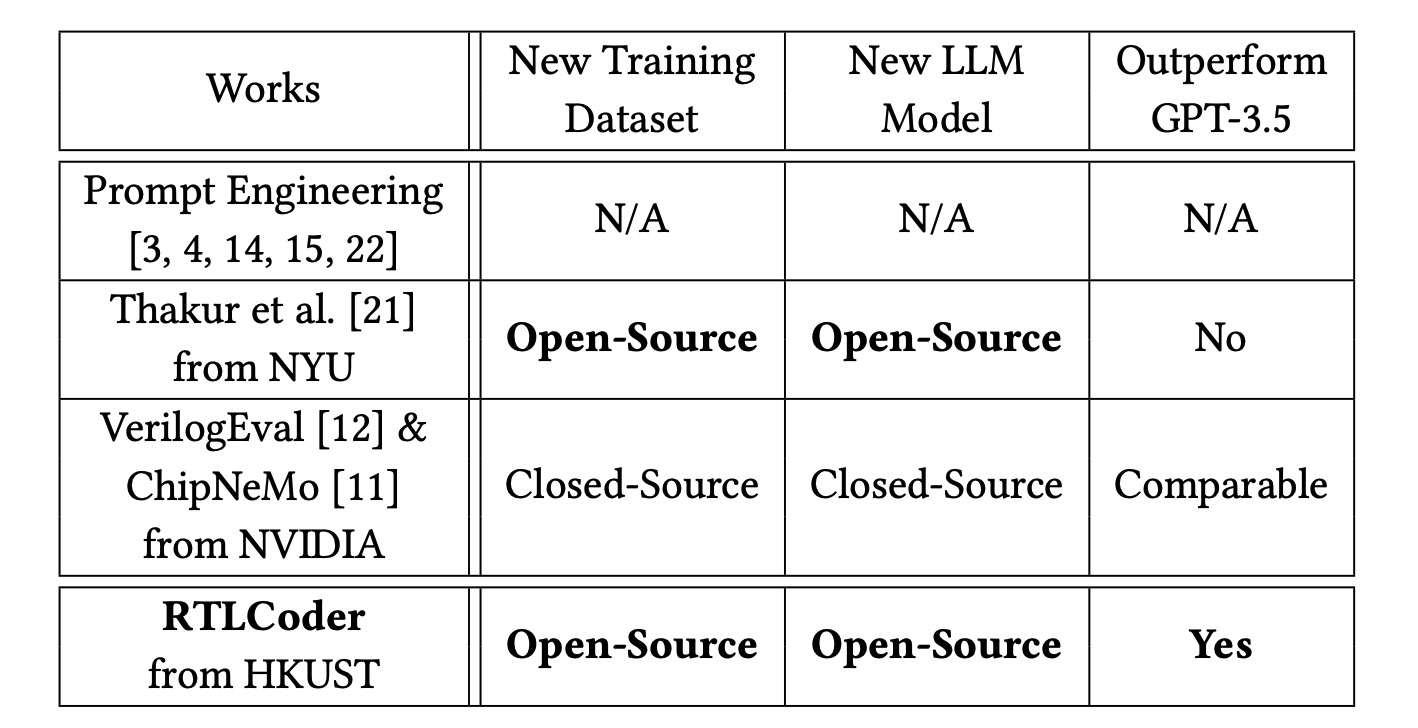 Works
New Training
Dataset
New LLM
Model
Outperform
GPT-3.5
Prompt Engineering
[3, 4, 14, 15, 22]
N/A
N/A
N/A
Thakur et al. [21]
from NYU
Open-Source
Open-Source
No
VerilogEval [12] &
ChipNeMo [11]
from NVIDIA
Closed-Source
Closed-Source
Comparable
RTLCoder
from HKUST
Open-Source
Open-Source
Yes